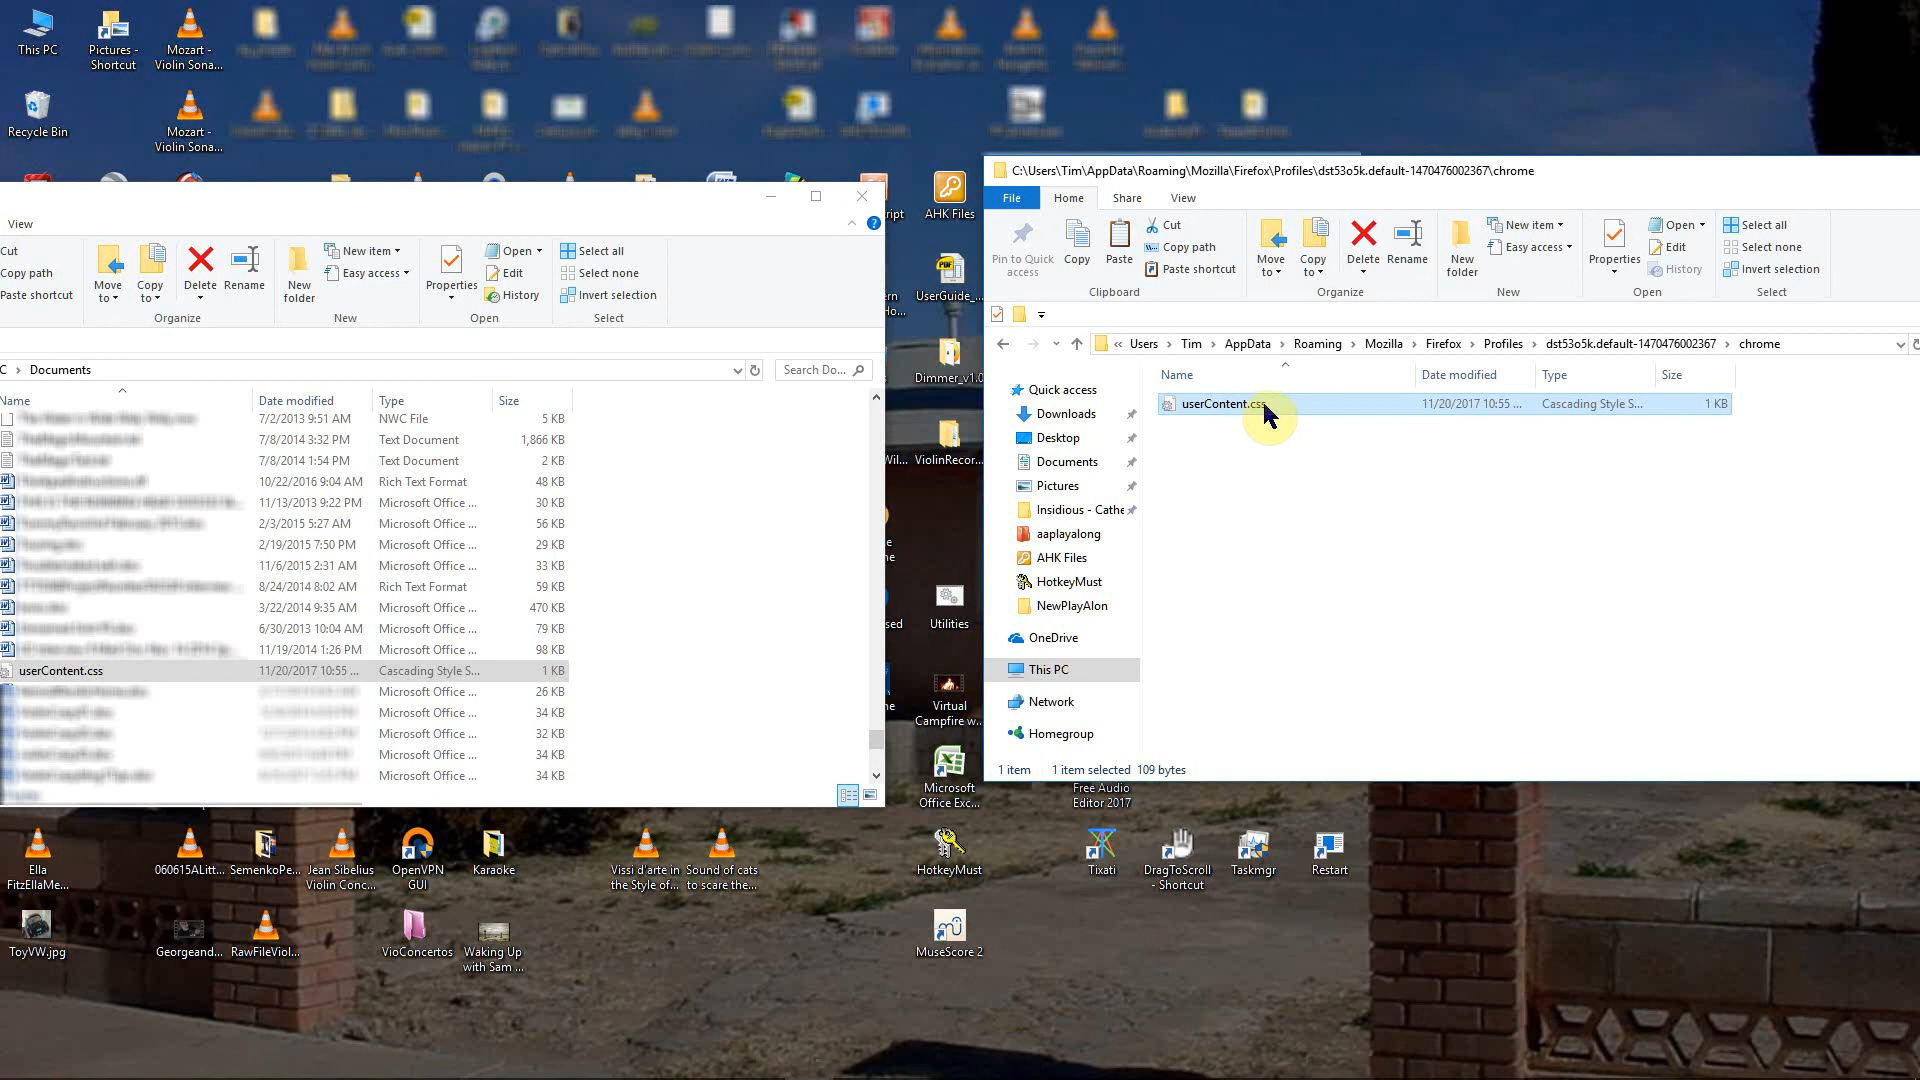 This PC
Pictures -
Shortcut
Mozart -
Violin Sona...
Recycle Bin
Mozart -
Violin Sona...
View
Cut
Copy path
Paste shortcut
Move
to
Copy
to
Delete
Rename
Organize
New
folder
New item
Easy access
New
Properties
Open
Edit
History
Open
Select all
Select none
Invert selection
Select
Documents
Search Do...
Name
Date modified
Type
Size
7/2/2013 9:51 AM NWC File 5 KB
7/8/2014 3:32 PM Text Document 1,866 KB
7/8/2014 1:54 PM Text Document 2 KB
10/22/2016 9:04 AM Rich Text Format 48 KB
11/13/2013 9:22 PM Microsoft Office ... 30 KB
2/3/2015 5:27 AM Microsoft Office ... 56 KB
2/19/2015 7:50 PM Microsoft Office ... 29 KB
11/6/2015 2:31 AM Microsoft Office ... 33 KB
8/24/2014 8:02 AM Rich Text Format 59 KB
3/22/2014 9:35 AM Microsoft Office ... 470 KB
6/30/2013 10:04 AM Microsoft Office ... 79 KB
11/19/2014 1:26 PM Microsoft Office ... 98 KB
userContent.css 11/20/2017 10:55 ... Cascading Style S... 1 KB
Microsoft Office ... 26 KB
Microsoft Office ... 34 KB
Microsoft Office ... 32 KB
Microsoft Office ... 34 KB
Microsoft Office ... 34 KB
AHK Files
UserGuide_...
Dimmer_v1.0
ViolinRecor...
Utilities
Virtual
Campfire w...
Microsoft
Office Exc...
Free Audio
Editor 2017
C:\Users\Tim\AppData\Roaming\Mozilla\Firefox\Profiles\dst53o5k.default-1470476002367\chrome
File
Home
Share
View
Pin to Quick
access
Copy
Paste
Cut
Copy path
Paste shortcut
Clipboard
Move
to
Copy
to
Delete
Rename
Organize
New
folder
New item
Easy access
New
Properties
Open
Edit
History
Open
Select all
Select none
Invert selection
Select
« Users > Tim > AppData > Roaming > Mozilla > Firefox > Profiles > dst53o5k.default-1470476002367 > chrome
Name
Date modified
Type
Size
userContent.css 11/20/2017 10:55 ... Cascading Style S... 1 KB
Quick access
Downloads
Desktop
Documents
Pictures
Insidious - Cathe
aaplayalong
AHK Files
HotkeyMust
NewPlayAlon
OneDrive
This PC
Network
Homegroup
1 item 1 item selected 109 bytes
Ella
FitzEllaMe...
060615ALitt...
SemenkoPe...
Jean Sibelius
Violin Conc...
OpenVPN
GUI
Karaoke
Vissi d'arte in
the Style of...
Sound of cats
to scare the...
HotkeyMust
Tixati
DragToScroll
- Shortcut
Taskmgr
Restart
ToyVW.jpg
Georgeand...
RawFileViol...
VioConcertos
Waking Up
with Sam ...
MuseScore 2